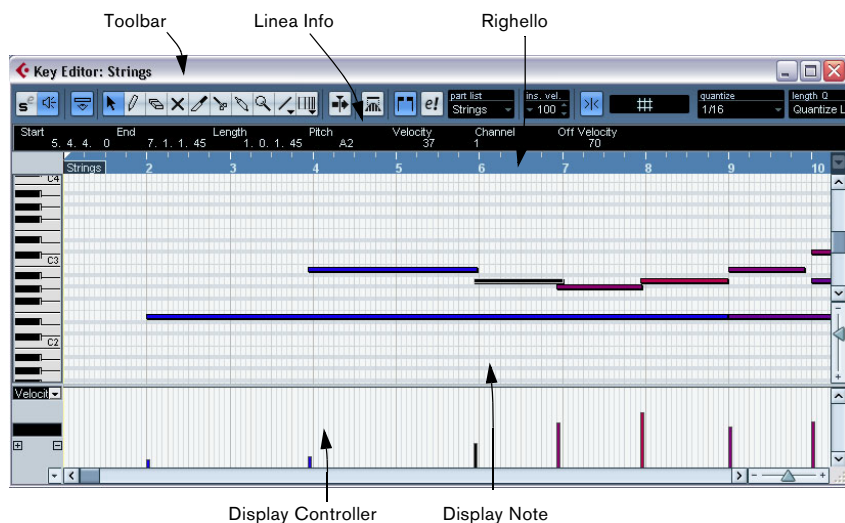 Toolbar Linea Info Righello
Key Editor: Strings
part list ins. vel. quantize length Q
Strings 100 1/16 Quantize L
Start End Length Pitch Velocity Channel Off Velocity
5. 4. 4. 0 7. 1. 1. 45 1. 0. 1. 45 A2 37 1 70
Strings 2 3 4 5 6 7 8 9 10
C4
C3
C2
Velocit
Display Controller Display Note